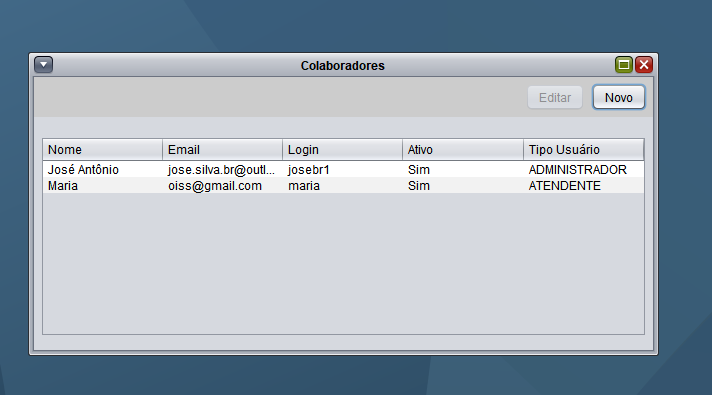 Colaboradores
Editar Novo
Nome Email Login Ativo Tipo Usuário
José Antônio jose.silva.br@outl... josebr1 Sim ADMINISTRADOR
Maria oiss@gmail.com maria Sim ATENDENTE